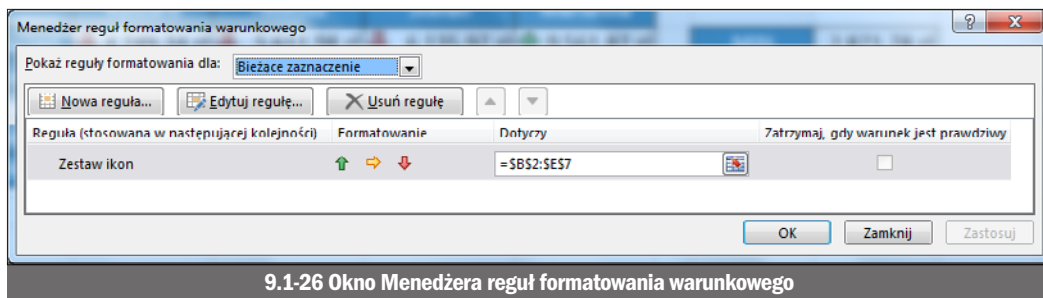 Menedżer reguł formatowania warunkowego
Pokaż reguły formatowania dla: Bieżące zaznaczenie
Nowa reguła... Edytuj regułę... Usuń regułę
Reguła (stosowana w następującej kolejności) Formatowanie Dotyczy Zatrzymaj, gdy warunek jest prawdziwy
Zestaw ikon =$B$2:$E$7
OK Zamknij Zastosuj
9.1-26 Okno Menedżera reguł formatowania warunkowego